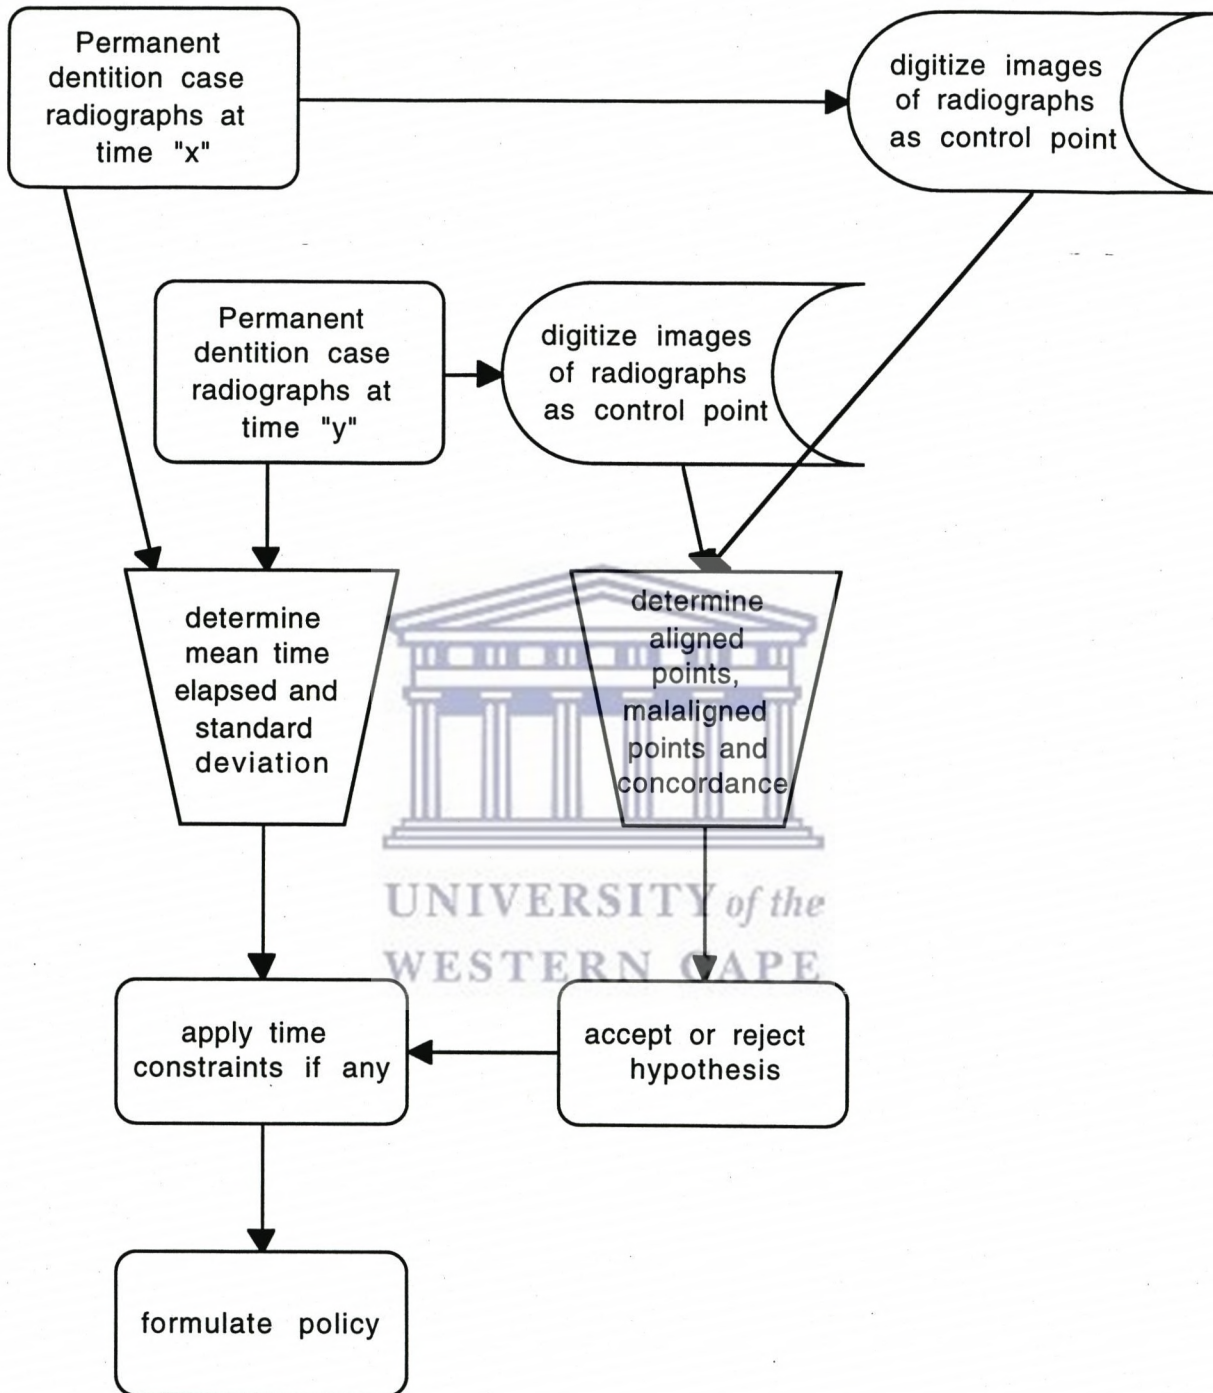 Permanent
dentition case
radiographs at
time "x"
digitize images
of radiographs
as control point
Permanent
dentition case
radiographs at
time "y"
digitize images
of radiographs
as control point
determine
mean time
elapsed and
standard
deviation
determine
aligned
points,
malaligned
points and
concordance
UNIVERSITY of the
WESTERN CAPE
apply time
constraints if any
accept or reject
hypothesis
formulate policy